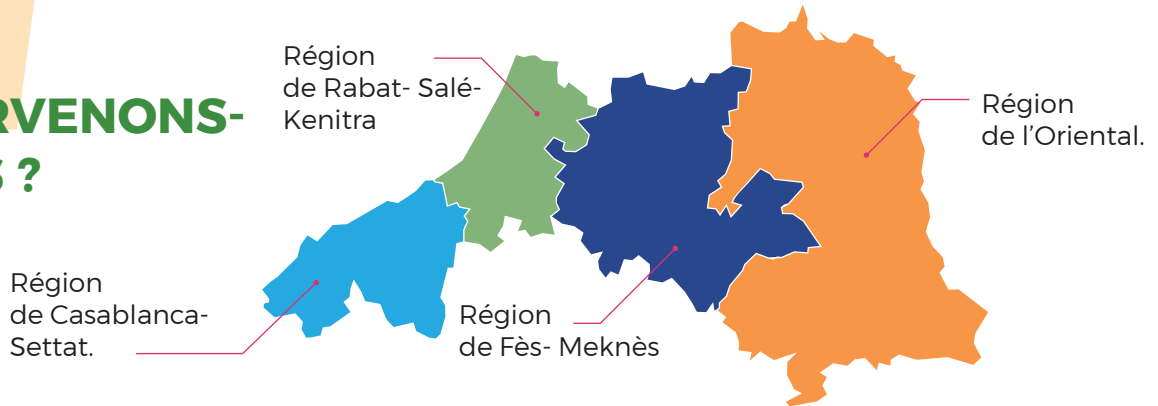 RVENONS-
S ?
Région
de Rabat- Salé-
Kenitra
Région
de l’Oriental.
Région
de Casablanca-
Settat.
Région
de Fès- Meknès